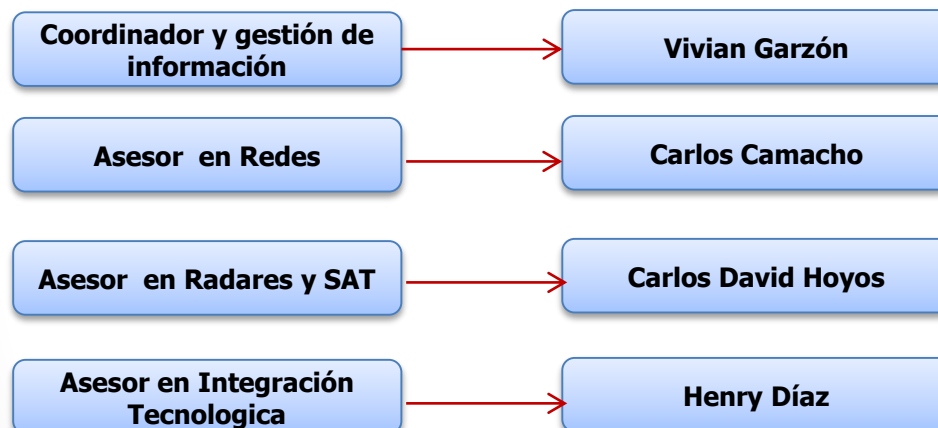 Coordinador y gestión de
información
Vivian Garzón
Asesor en Redes
Carlos Camacho
Asesor en Radares y SAT
Carlos David Hoyos
Asesor en Integración
Tecnologica
Henry Díaz